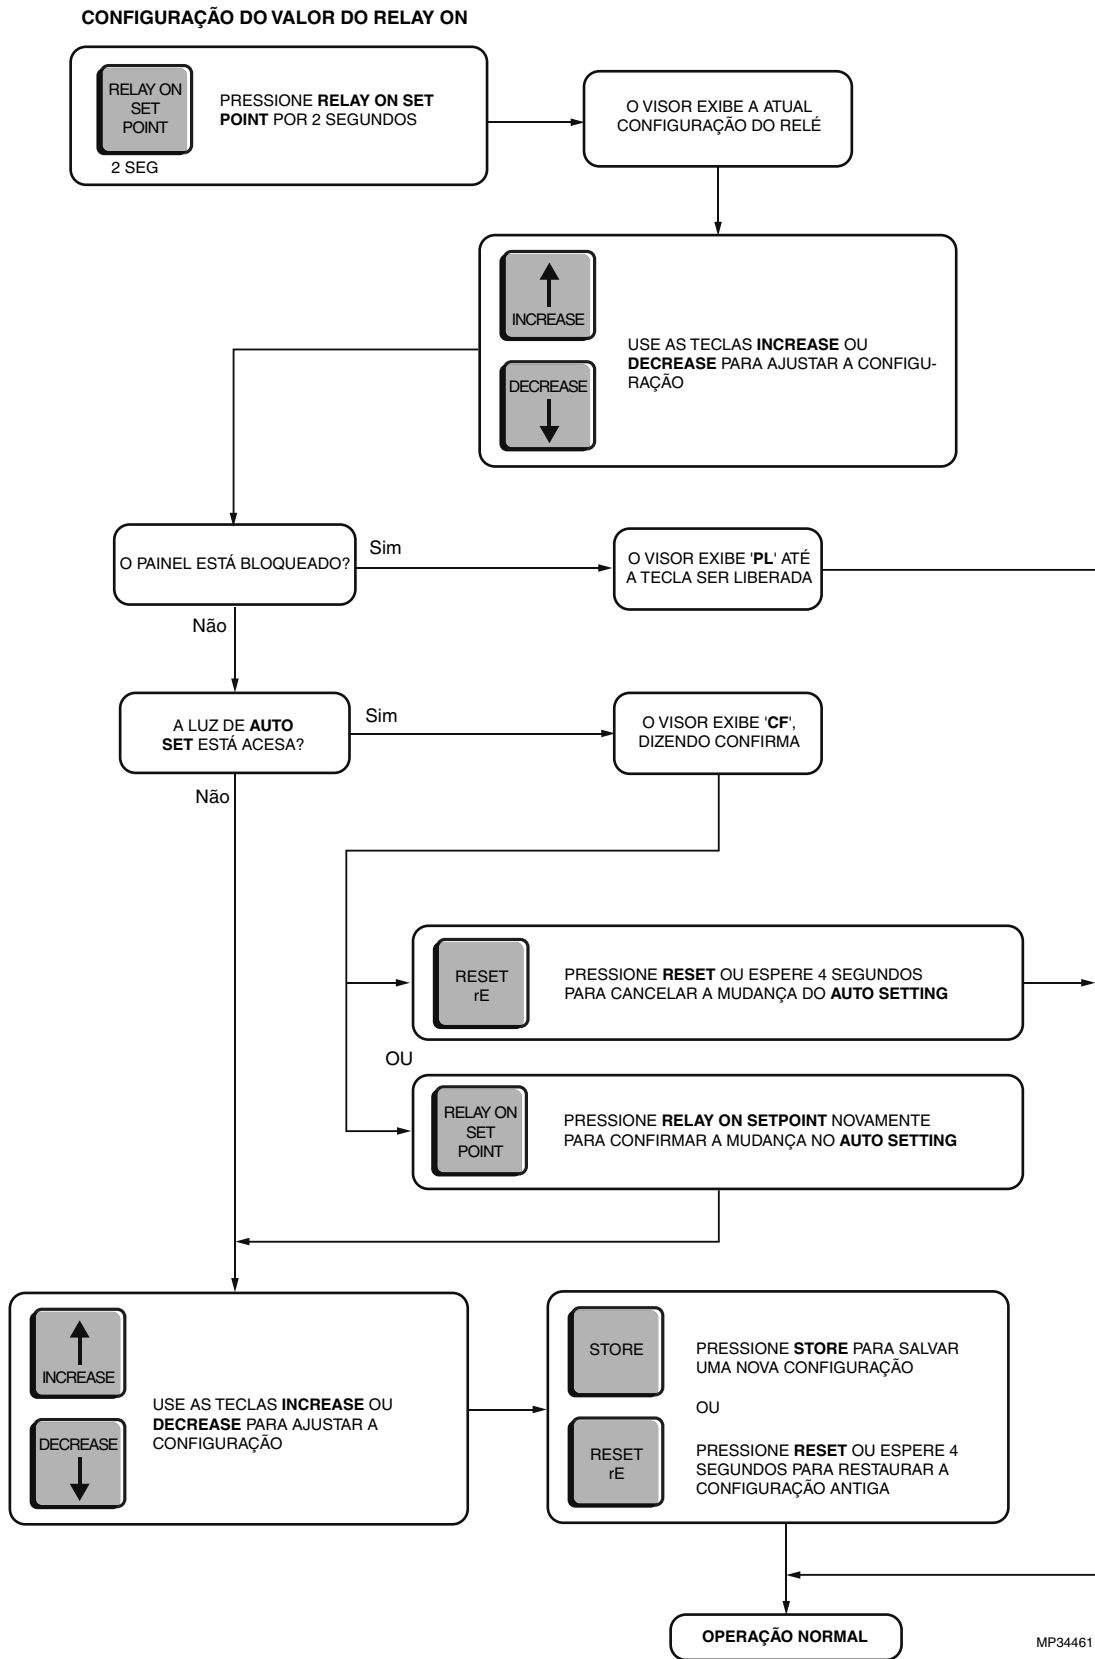 CONFIGURAÇÃO DO VALOR DO RELAY ON
RELAY ON
SET
POINT
2 SEG
PRESSIONE RELAY ON SET
POINT POR 2 SEGUNDOS
O VISOR EXIBE A ATUAL
CONFIGURAÇÃO DO RELÉ
INCREASE
DECREASE
USE AS TECLAS INCREASE OU
DECREASE PARA AJUSTAR A CONFIGU-
RAÇÃO
O PAINEL ESTÁ BLOQUEADO?
Sim
O VISOR EXIBE 'PL' ATÉ
A TECLA SER LIBERADA
Não
A LUZ DE AUTO
SET ESTÁ ACESA?
Sim
O VISOR EXIBE 'CF',
DIZENDO CONFIRMA
Não
RESET
rE
PRESSIONE RESET OU ESPERE 4 SEGUNDOS
PARA CANCELAR A MUDANÇA DO AUTO SETTING
OU
RELAY ON
SET
POINT
PRESSIONE RELAY ON SETPOINT NOVAMENTE
PARA CONFIRMAR A MUDANÇA NO AUTO SETTING
INCREASE
DECREASE
USE AS TECLAS INCREASE OU
DECREASE PARA AJUSTAR A
CONFIGURAÇÃO
STORE
PRESSIONE STORE PARA SALVAR
UMA NOVA CONFIGURAÇÃO
OU
RESET
rE
PRESSIONE RESET OU ESPERE 4
SEGUNDOS PARA RESTAURAR A
CONFIGURAÇÃO ANTIGA
OPERAÇÃO NORMAL
MP34461